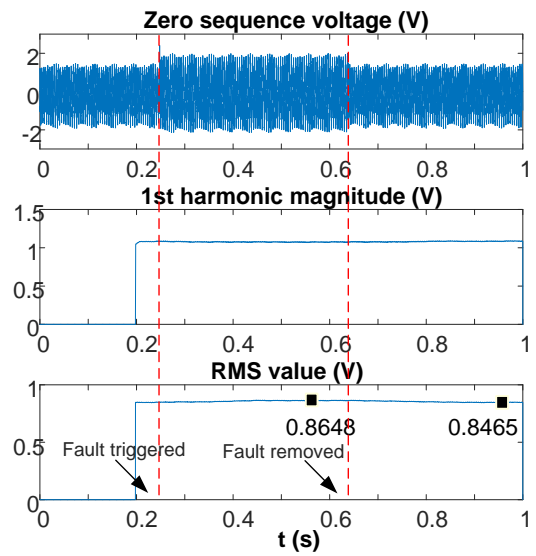 Zero sequence voltage (V)
2
0
-2
0 0.2 0.4 0.6 0.8 1
1st harmonic magnitude (V)
1.5
1
0.5
0
0 0.2 0.4 0.6 0.8 1
RMS value (V)
1
0.8648 0.8465
0.5
Fault triggered Fault removed
0
0 0.2 0.4 0.6 0.8 1
t (s)